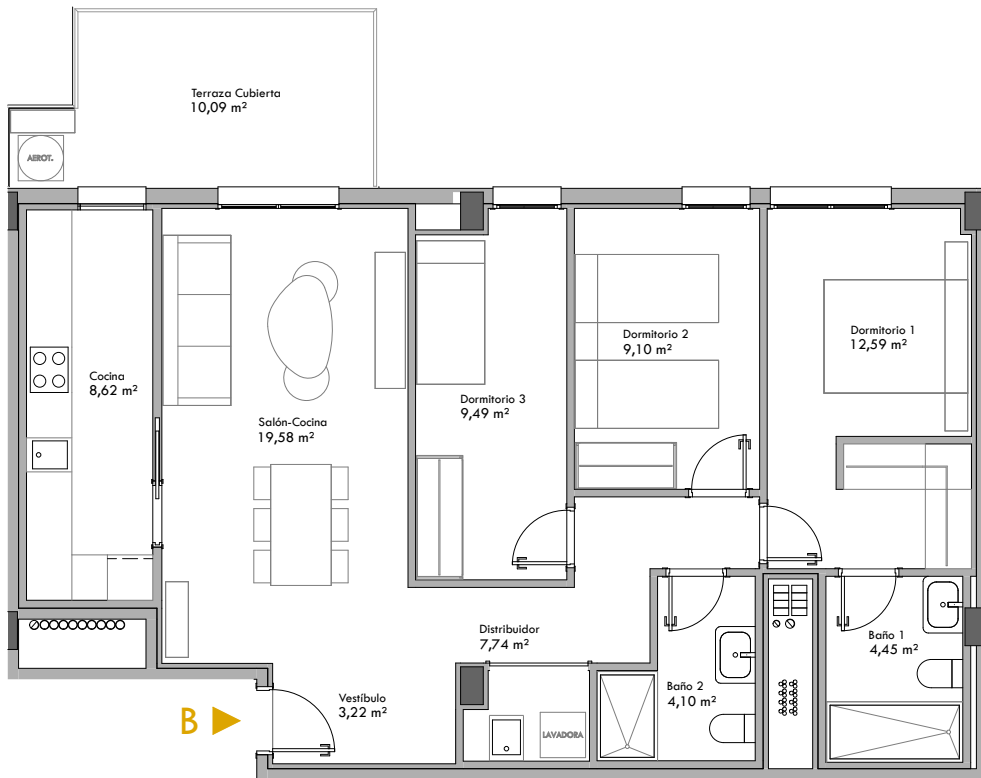 Terraza Cubierta
10,09 m²
AEROT.
Dormitorio 2
9,10 m²
Dormitorio 1
12,59 m²
Cocina
8,62 m²
Dormitorio 3
9,49 m²
Salón-Cocina
19,58 m²
Distribuidor
7,74 m²
Baño 1
4,45 m²
Baño 2
4,10 m²
Vestíbulo
3,22 m²
B
LAVADORA